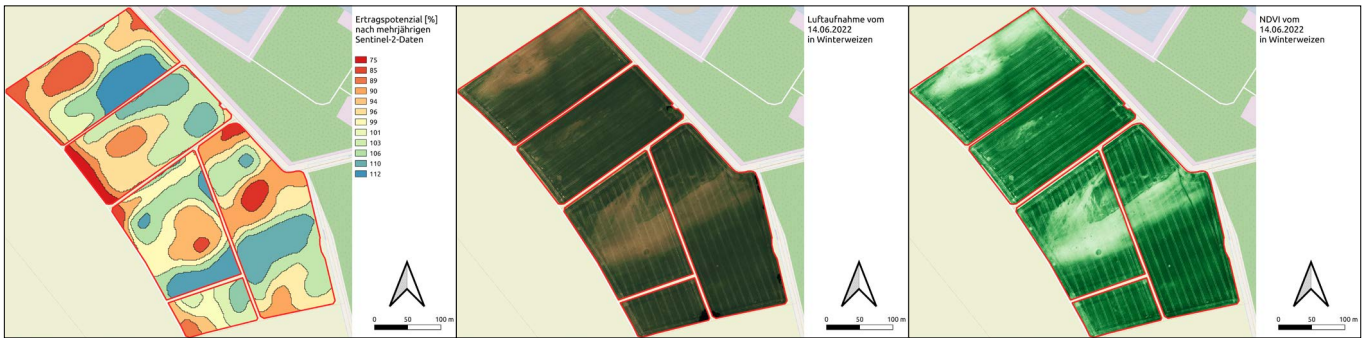 Ertragspotenzial [%]
nach mehrjährigen
Sentinel-2-Daten
75
85
89
90
94
96
99
101
103
106
110
112
0 50 100 m
Luftaufnahme vom
14.06.2022
in Winterweizen
0 50 100 m
NDVI vom
14.06.2022
in Winterweizen
0 50 100 m